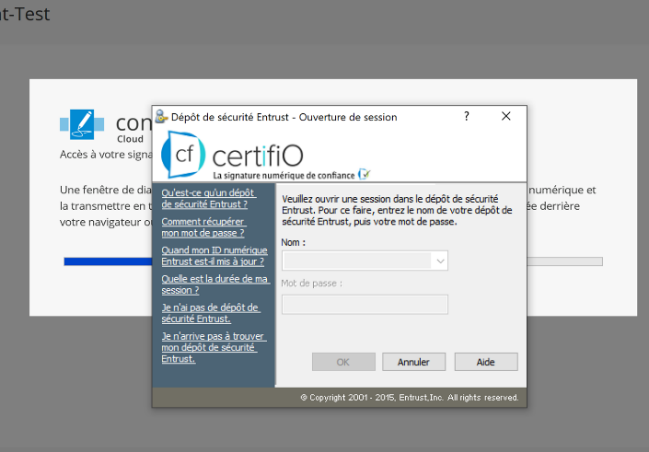 nt-Test
con
Cloud
Accès à votre signa
Une fenêtre de dia
la transmettre en t
votre navigateur o
numérique et
ée derrière
Dépôt de sécurité Entrust - Ouverture de session
? X
cf certifiO
La signature numérique de confiance
Qu'est-ce qu'un dépôt
de sécurité Entrust ?
Comment récupérer
mon mot de passe ?
Quand mon ID numérique
Entrust est-il mis à jour ?
Quelle est la durée de ma
session ?
Je n'ai pas de dépôt de
sécurité Entrust.
Je n'arrive pas à trouver
mon dépôt de sécurité
Entrust.
Veuillez ouvrir une session dans le dépôt de sécurité
Entrust. Pour ce faire, entrez le nom de votre dépôt de
sécurité Entrust, puis votre mot de passe.
Nom :
Mot de passe :
OK Annuler Aide
© Copyright 2001 - 2015, Entrust,Inc. All rights reserved.